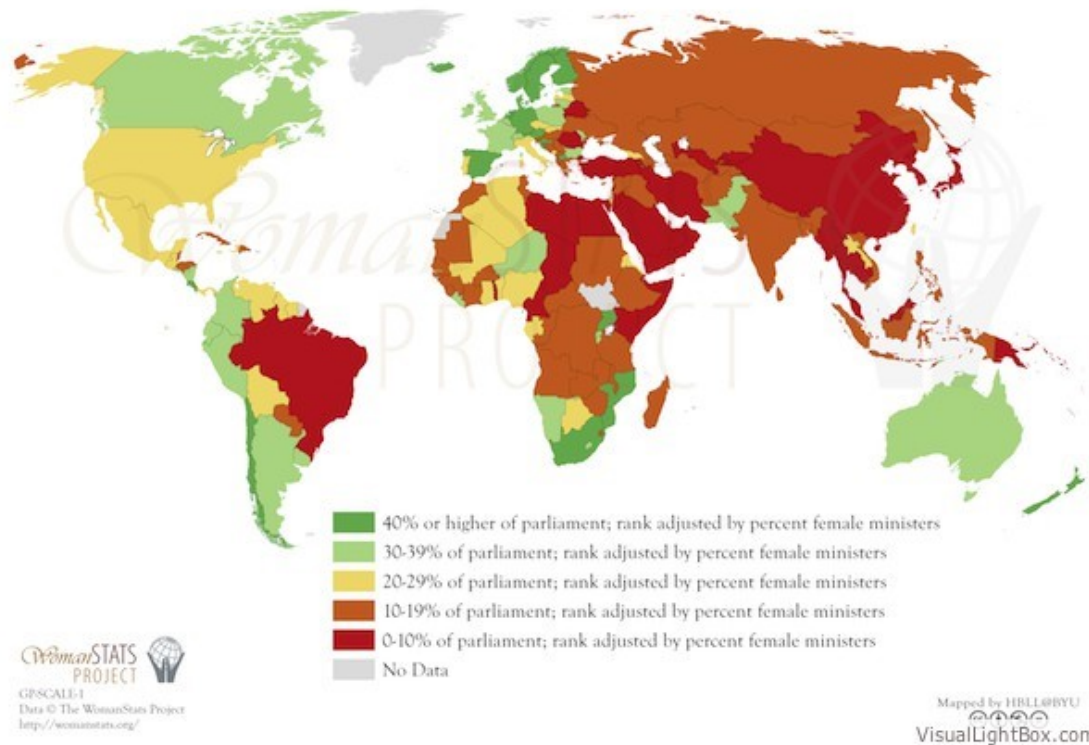 WomanStats
PROJECT
40% or higher of parliament; rank adjusted by percent female ministers
30-39% of parliament; rank adjusted by percent female ministers
20-29% of parliament; rank adjusted by percent female ministers
10-19% of parliament; rank adjusted by percent female ministers
0-10% of parliament; rank adjusted by percent female ministers
No Data
WomanSTATS
PROJECT
GP-SCALE-1
Data © The WomanStats Project
http://womanstats.org/
Mapped by HBLL@BYU
VisualLightBox.com